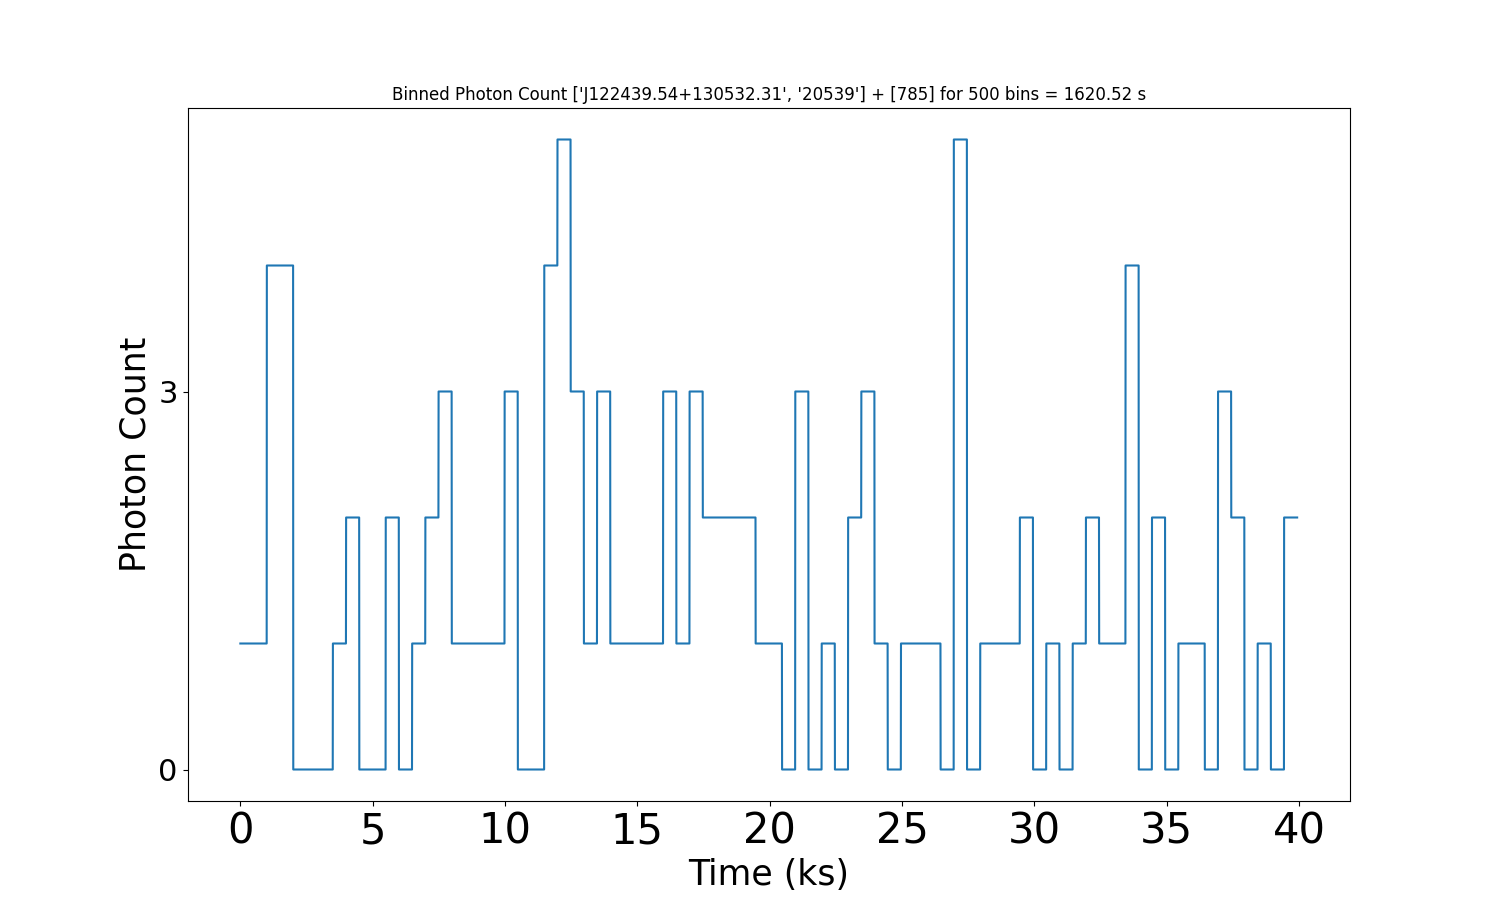 Binned Photon Count ['J122439.54+130532.31', '20539'] + [785] for 500 bins = 1620.52 s
Photon Count
3
0
0 5 10 15 20 25 30 35 40
Time (ks)